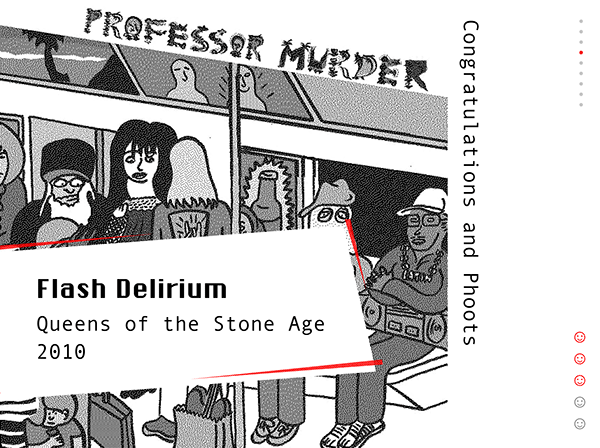 PROFESSOR MURDER
Congratulations and Phoots
Flash Delirium
Queens of the Stone Age
2010